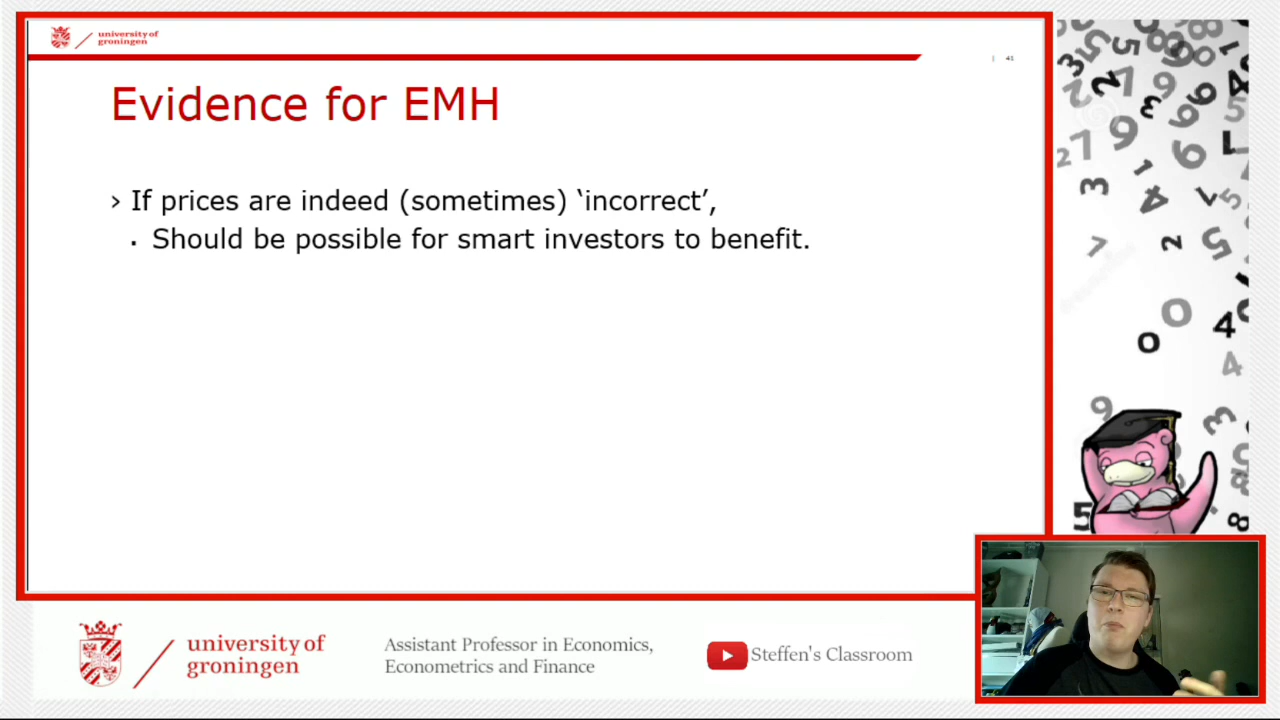 university of
groningen
| 41
Evidence for EMH
› If prices are indeed (sometimes) ‘incorrect’,
▪ Should be possible for smart investors to benefit.
university of
groningen
Assistant Professor in Economics,
Econometrics and Finance
Steffen's Classroom